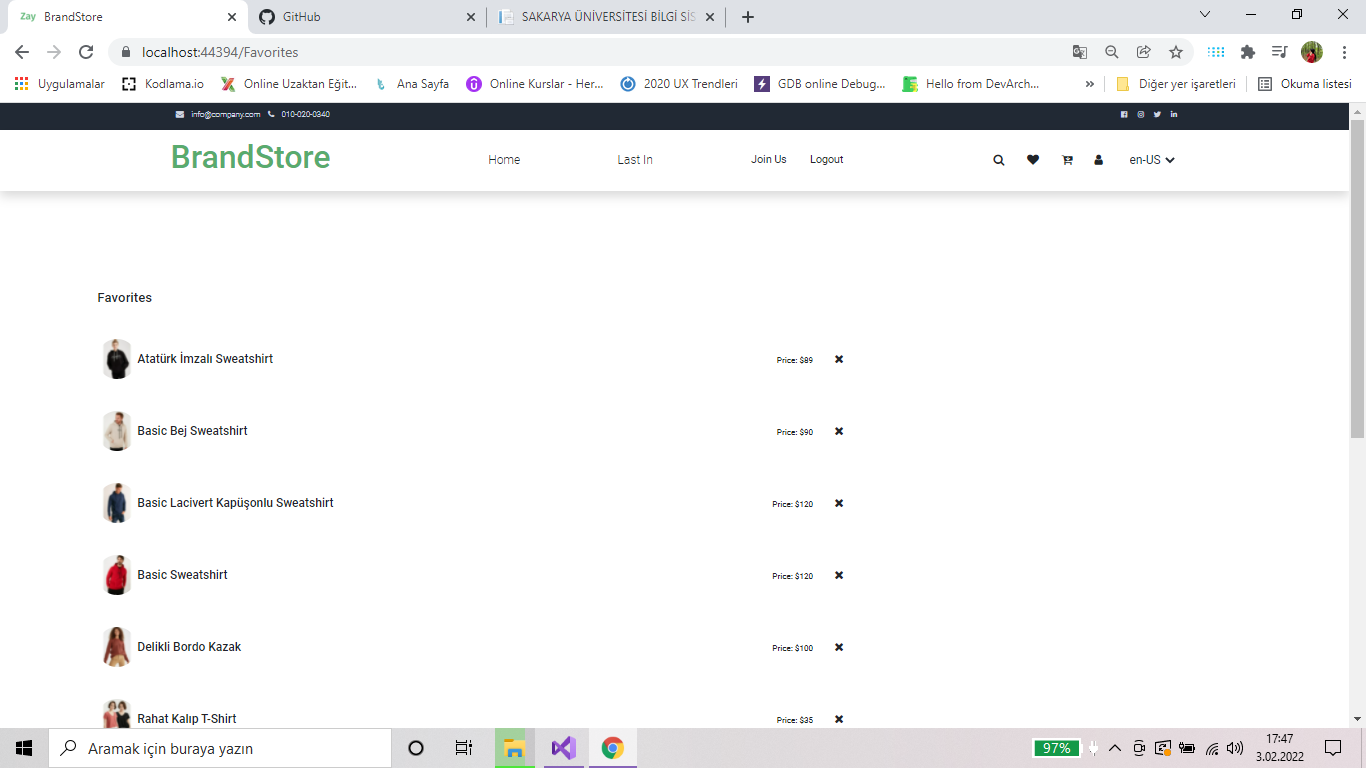 Zay BrandStore
GitHub
SAKARYA ÜNİVERSİTESİ BİLGİ SİS
localhost:44394/Favorites
Uygulamalar
Kodlama.io
Online Uzaktan Eğit...
Ana Sayfa
Online Kurslar - Her...
2020 UX Trendleri
GDB online Debug...
Hello from DevArch...
»
Diğer yer işaretleri
Okuma listesi
info@company.com 010-020-0340
BrandStore
Home
Last In
Join Us
Logout
en-US
Favorites
Atatürk İmzalı Sweatshirt Price: $89
Basic Bej Sweatshirt Price: $90
Basic Lacivert Kapüşonlu Sweatshirt Price: $120
Basic Sweatshirt Price: $120
Delikli Bordo Kazak Price: $100
Rahat Kalıp T-Shirt Price: $35
Aramak için buraya yazın
97%
17:47
3.02.2022